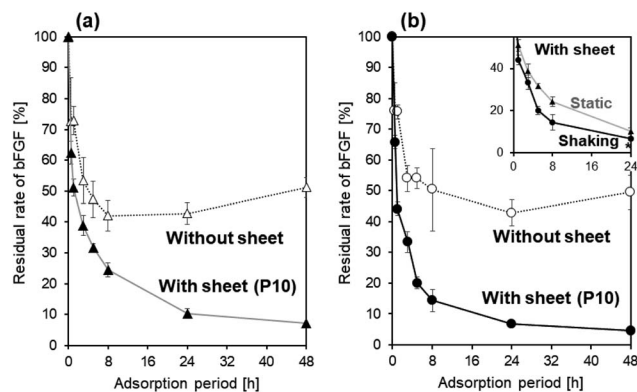 (a)
Residual rate of bFGF [%]
100
90
80
70
60
50
40
30
20
10
0
Without sheet
With sheet (P10)
0 8 16 24 32 40 48
Adsorption period [h]
(b)
Residual rate of bFGF [%]
100
90
80
70
60
50
40
30
20
10
0
Without sheet
With sheet (P10)
0 8 16 24 32 40 48
Adsorption period [h]
With sheet
40
20
0
Static
Shaking
*
0 8 16 24